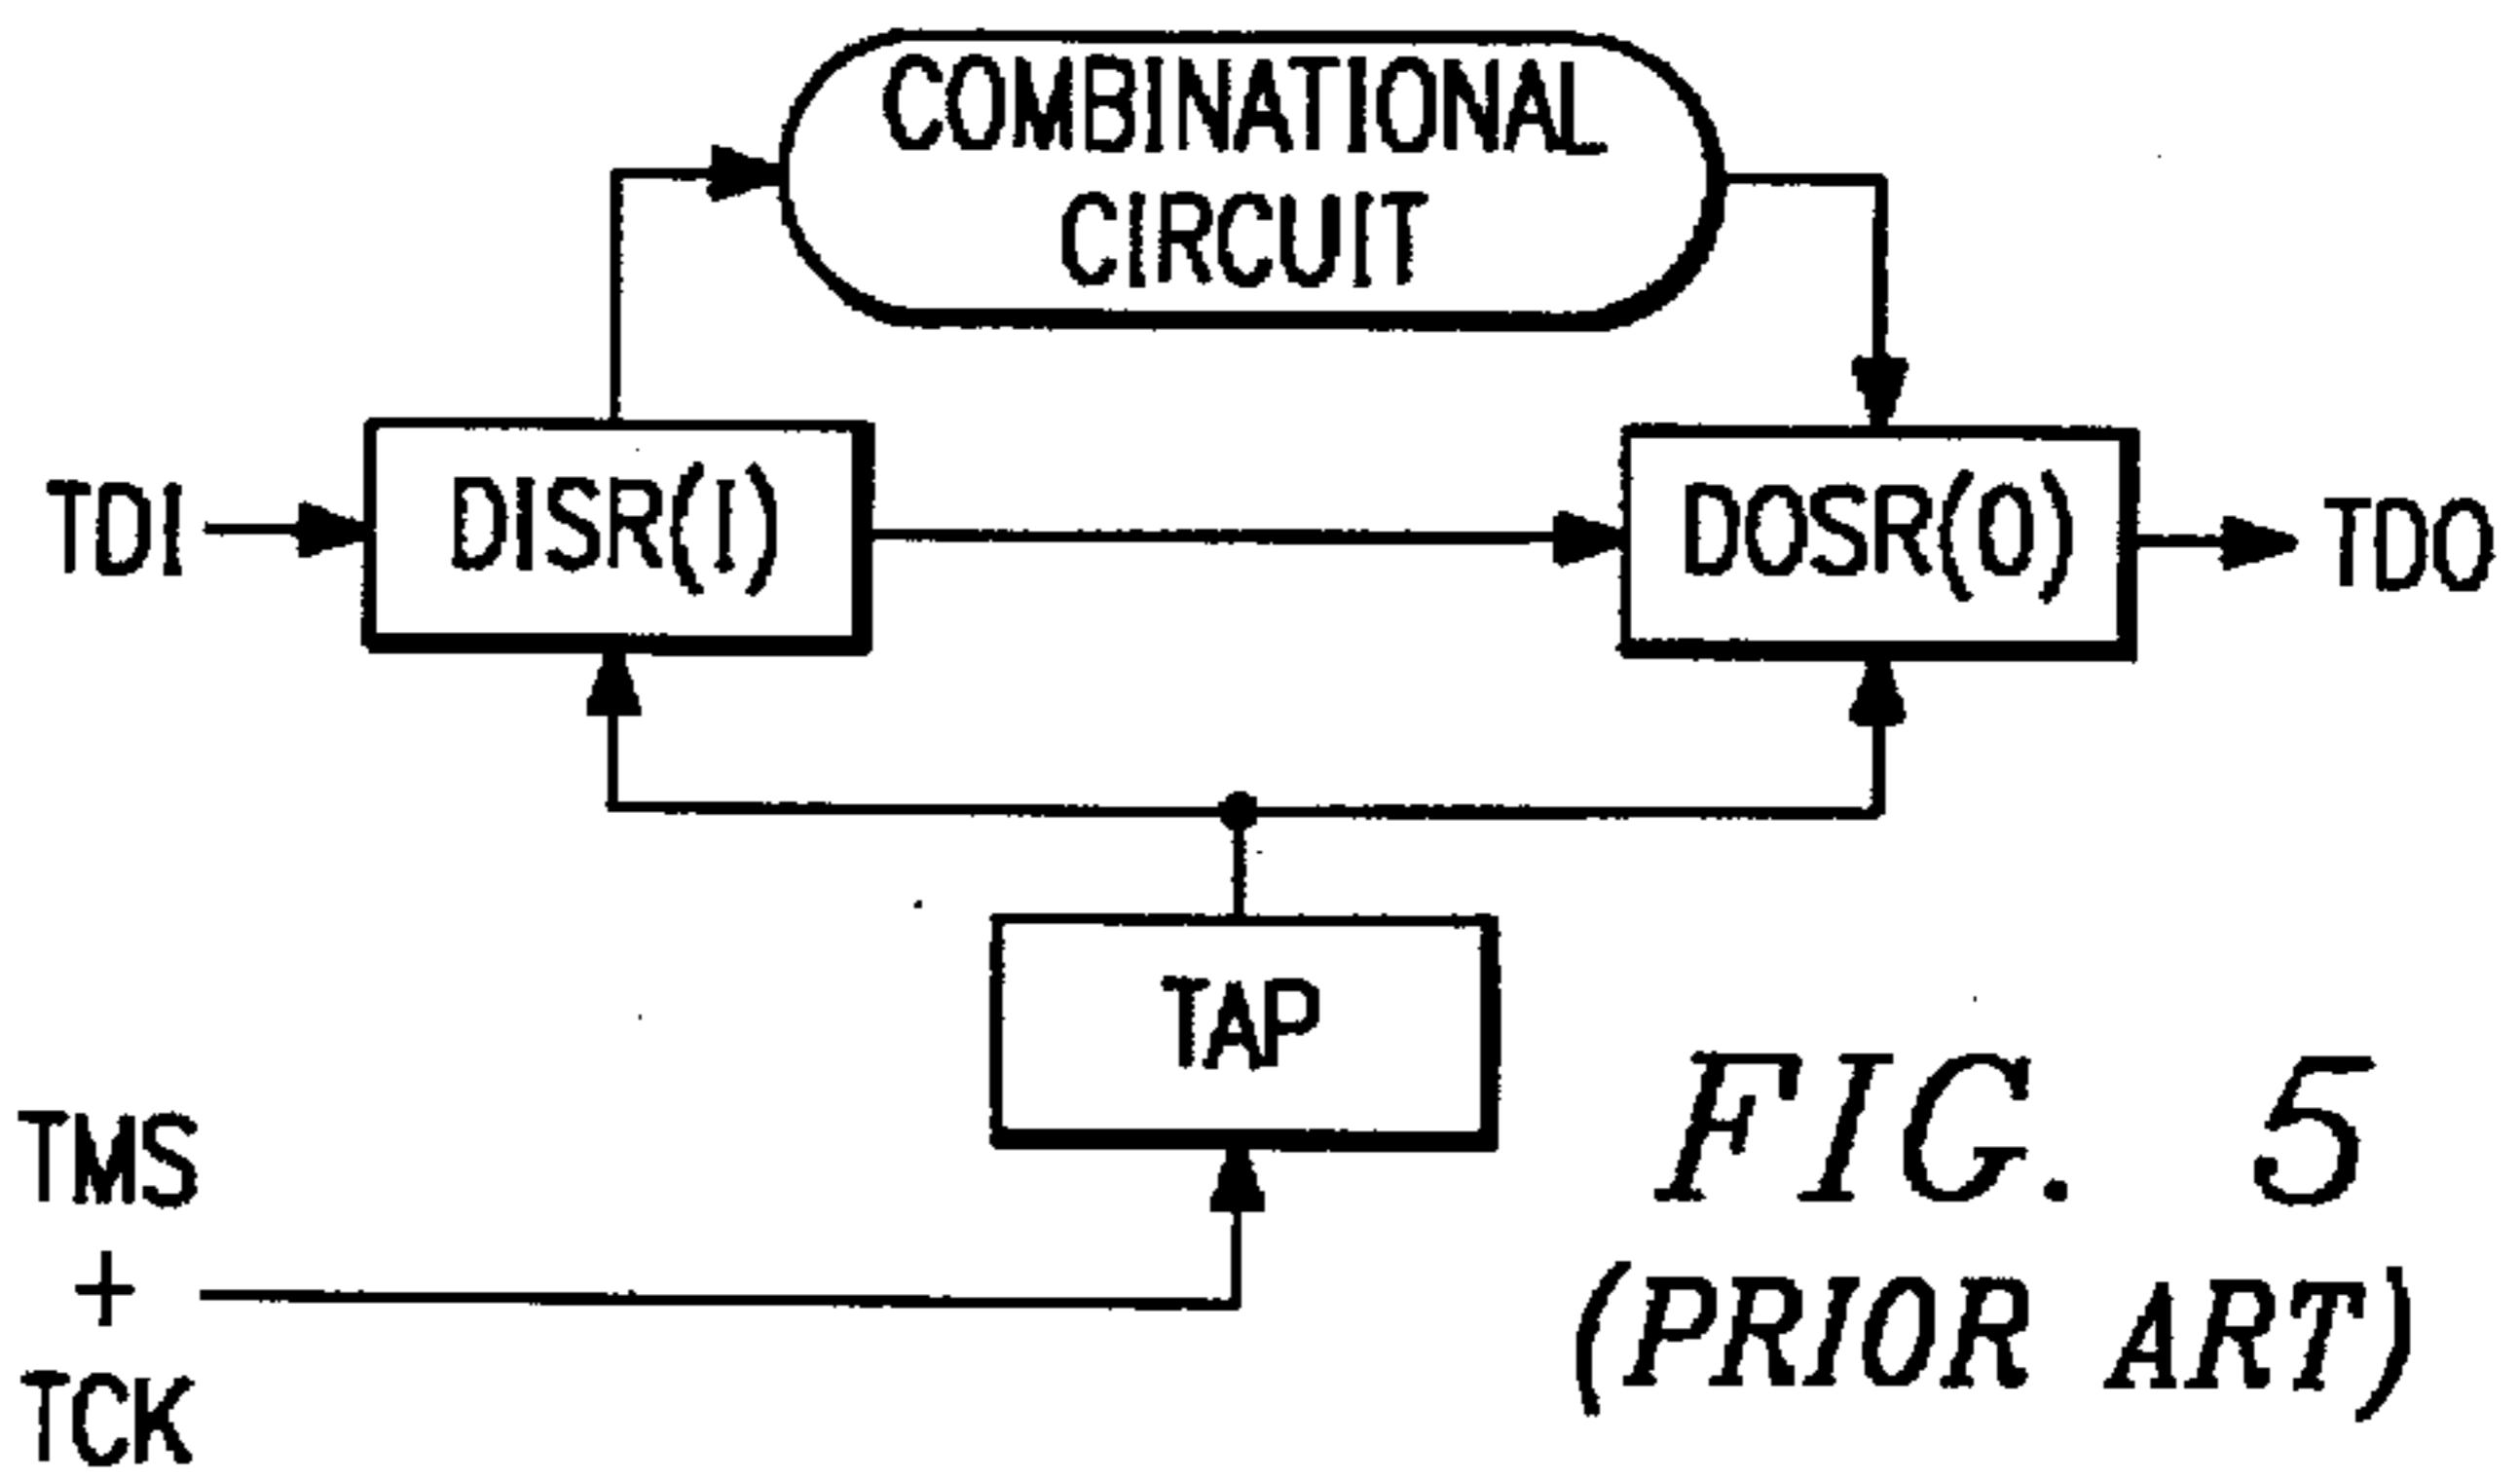 COMBINATIONAL
CIRCUIT
TDI
DISR(I)
DOSR(O)
TDO
TAP
TMS
+
TCK
FIG. 5
(PRIOR ART)